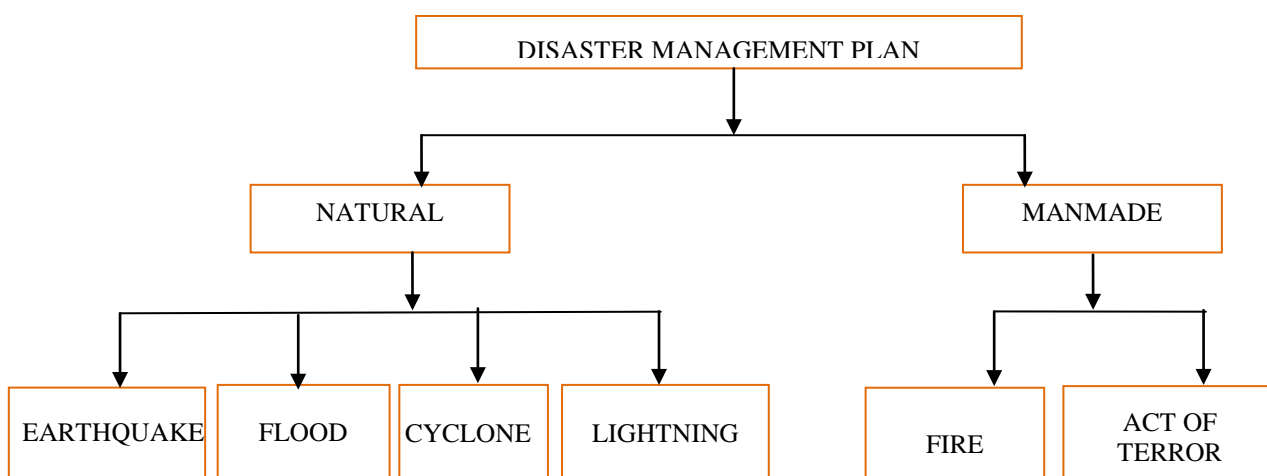 DISASTER MANAGEMENT PLAN
NATURAL
MANMADE
EARTHQUAKE
FLOOD
CYCLONE
LIGHTNING
FIRE
ACT OF
TERROR